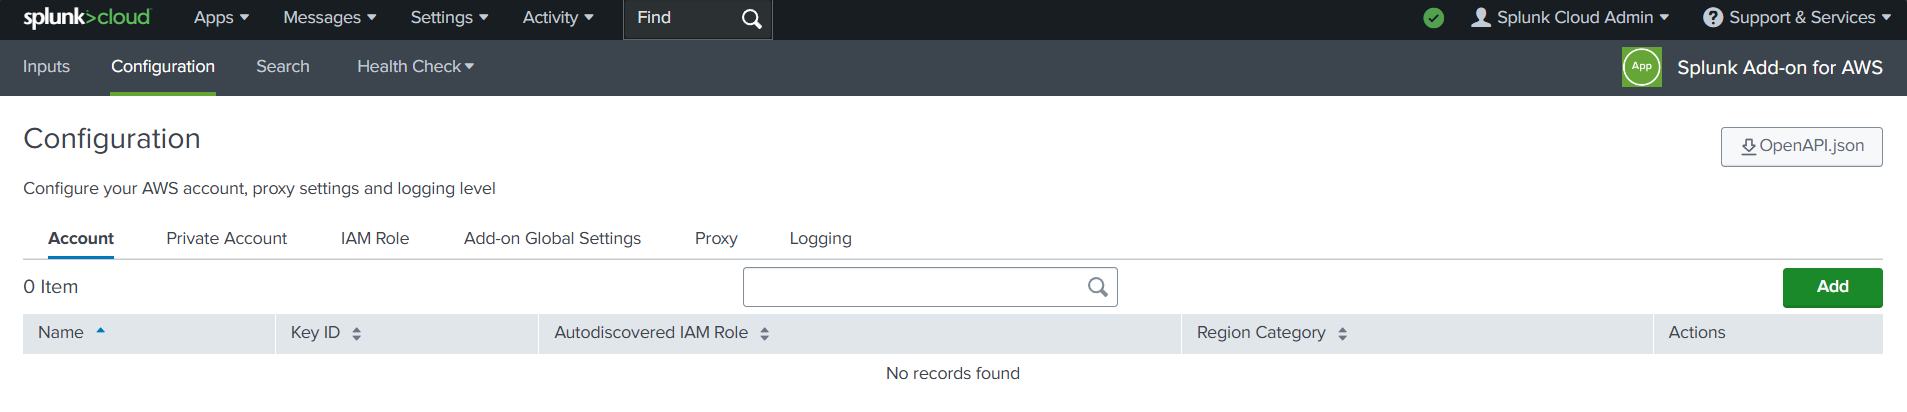 splunk>cloud Apps Messages Settings Activity Find Splunk Cloud Admin Support & Services
Inputs Configuration Search Health Check App Splunk Add-on for AWS
Configuration
OpenAPI.json
Configure your AWS account, proxy settings and logging level
Account Private Account IAM Role Add-on Global Settings Proxy Logging
0 Item Add
Name Key ID Autodiscovered IAM Role Region Category Actions
No records found